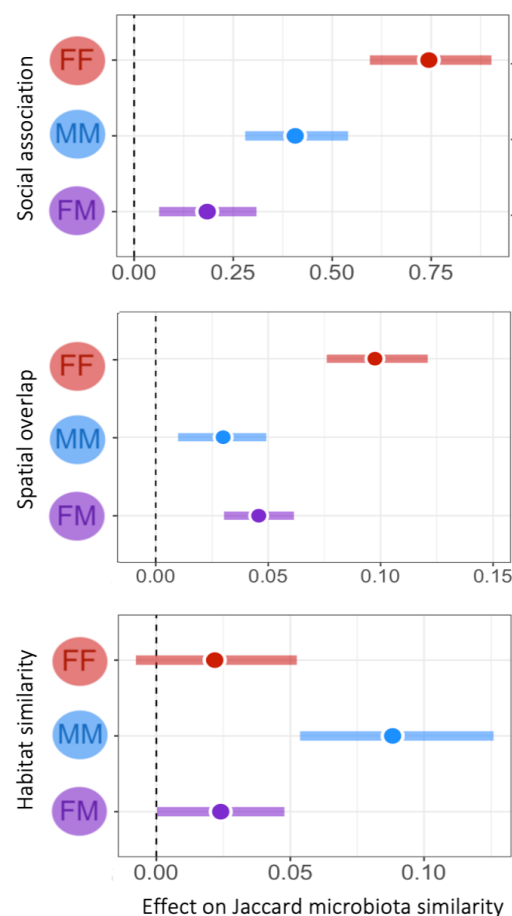 Social association
FF
MM
FM
0.00 0.25 0.50 0.75
Spatial overlap
FF
MM
FM
0.00 0.05 0.10 0.15
Habitat similarity
FF
MM
FM
0.00 0.05 0.10
Effect on Jaccard microbiota similarity